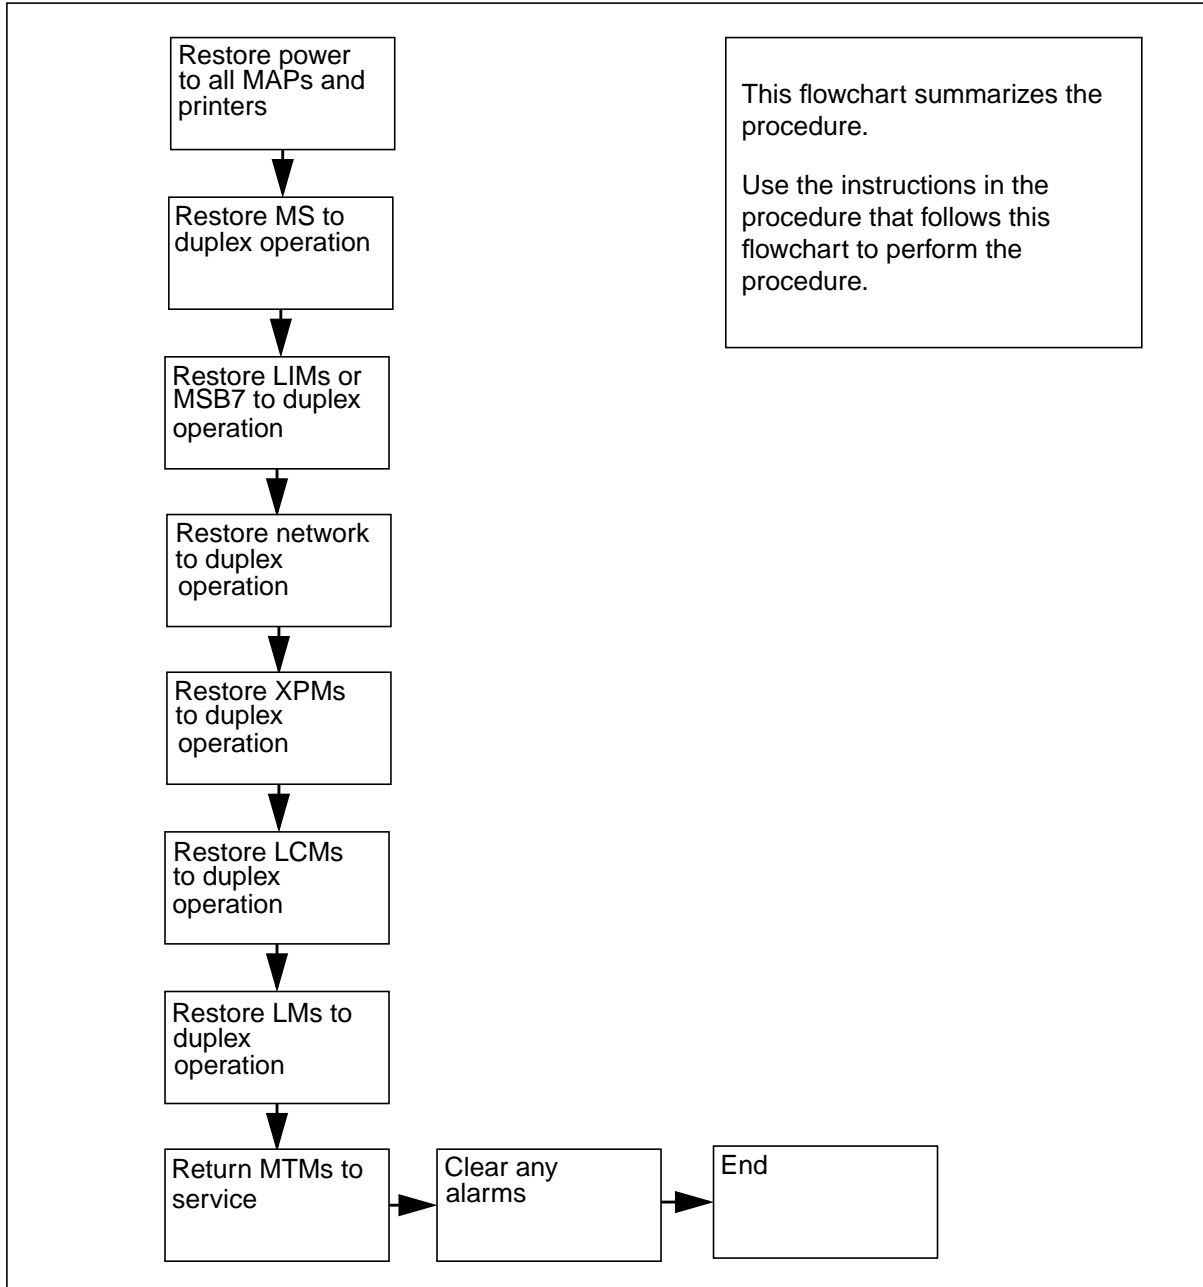 Restore power
to all MAPs and
printers
This flowchart summarizes the
procedure.
Use the instructions in the
procedure that follows this
flowchart to perform the
procedure.
Restore MS to
duplex operation
Restore LIMs or
MSB7 to duplex
operation
Restore network
to duplex
operation
Restore XPMs
to duplex
operation
Restore LCMs
to duplex
operation
Restore LMs to
duplex
operation
Return MTMs to
service
Clear any
alarms
End